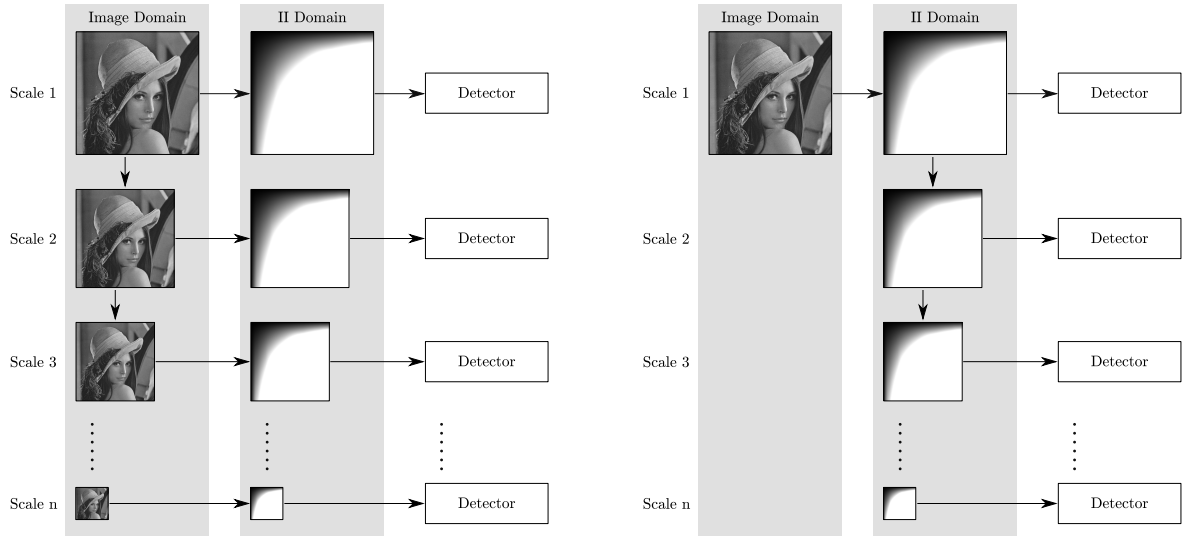 Image Domain
II Domain
Scale 1
Detector
Scale 2
Detector
Scale 3
Detector
Scale n
Detector
Image Domain
II Domain
Scale 1
Detector
Scale 2
Detector
Scale 3
Detector
Scale n
Detector